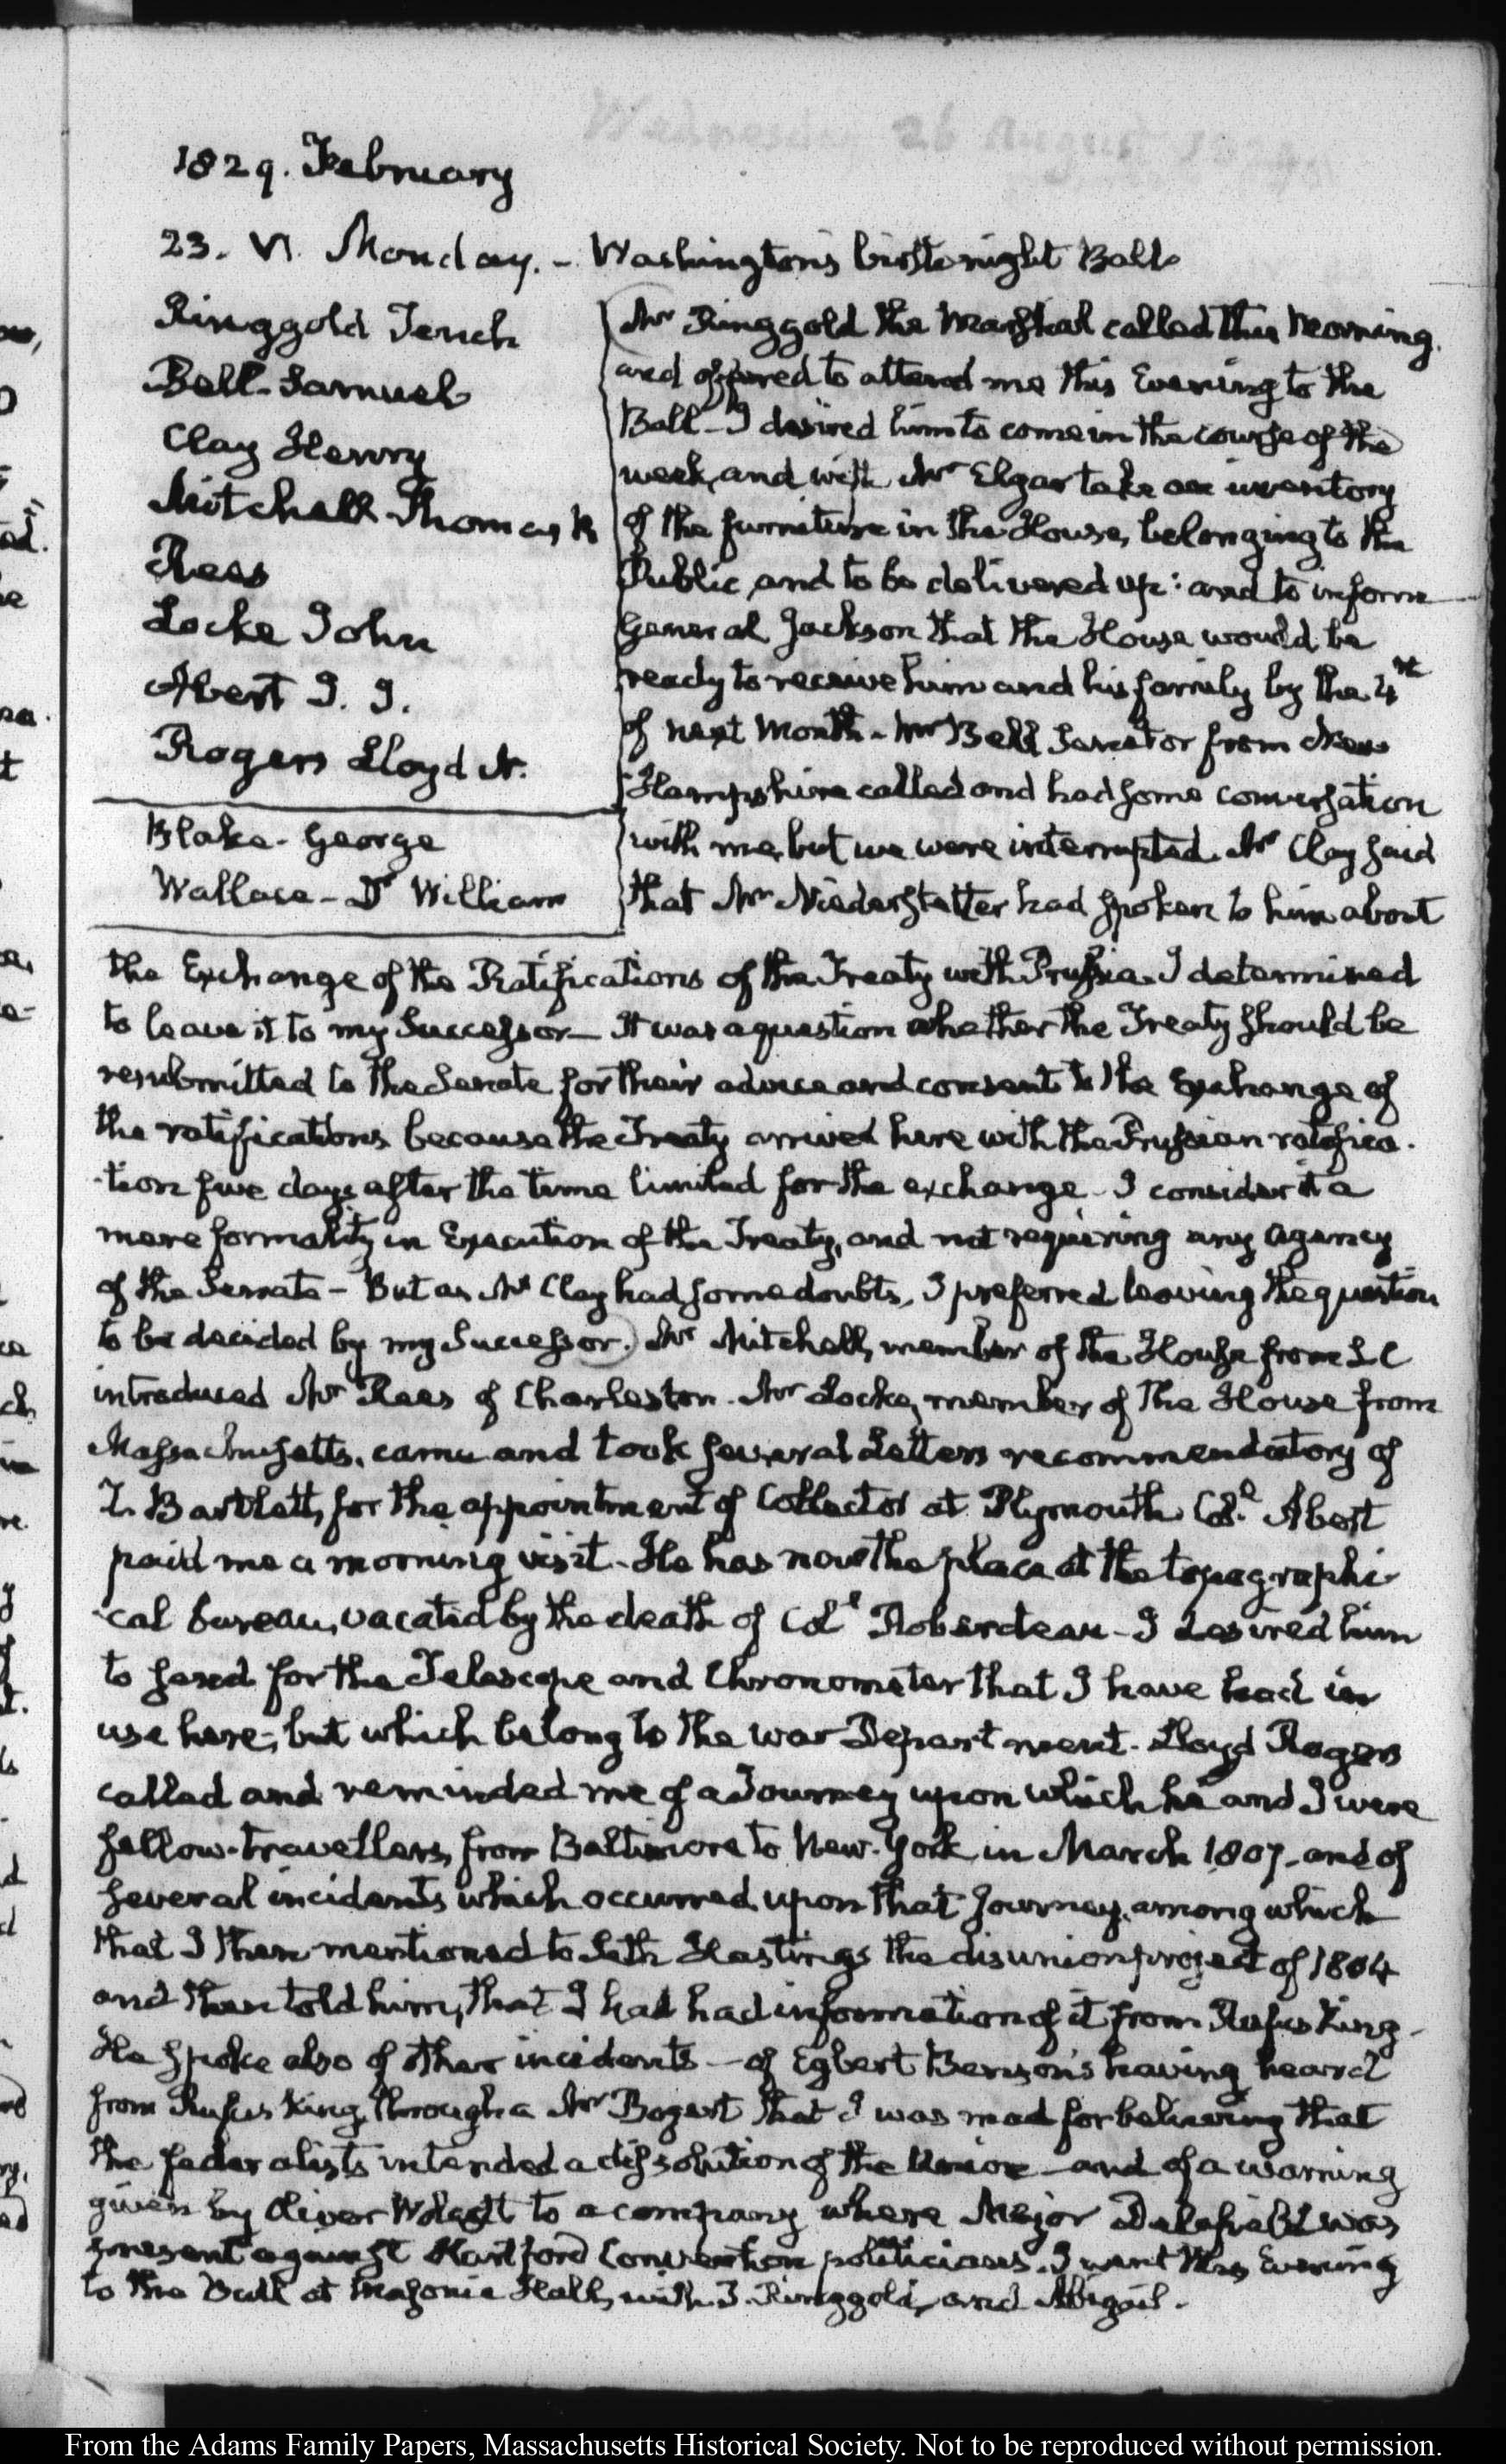 1829. February
23. VI. Monday. - Washington's birthnight Ball
Ringgold Tench
Bell - Samuel
Clay Henry
Mitchell - Thomas R
Rees
Locke John
Abert J. J.
Rogers Lloyd N.
Blake - George
Wallace - Dr William
Mr Ringgold the Marshal called this Morning.
and offered to attend me this Evening to the
Ball - I desired him to come in the course of the
week, and with Mr Elgar take an inventory
of the furniture in the House, belonging to the
Public, and to be delivered up: and to inform
General Jackson that the House would be
ready to receive him and his family by the 4th
of next Month - Mr Bell Senator from New
Hampshire called and had some conversation
with me, but we were interrupted. Mr Clay said
that Mr Niederstetter had spoken to him about
the Exchange of the Ratifications of the Treaty with Prussia. I determined
to leave it to my Successor - It was a question whether the Treaty should be
resubmitted to the Senate for their advice and consent to the Exchange of
the ratifications because the Treaty arrived here with the Prussian ratifica-
-tion five days after the time limited for the exchange - I consider it a
mere formality in Execution of the Treaty, and not requiring any agency
of the Senate - But as Mr Clay had some doubts, I preferred leaving the question
to be decided by my Successor. Mr Mitchell, member of the House from S C
introduced Mr Rees of Charleston. Mr Locke, member of the House from
Massachusetts, came and took several Letters recommendatory of
Z. Bartlett, for the appointment of Collector at Plymouth. Col. Abert
paid me a morning visit - He has now the place at the topographi-
-cal bureau, vacated by the death of Col Roberdeau - I desired him
to send for the Telescope and Chronometer that I have had in
use here; but which belong to the War Department. Lloyd Rogers
called and reminded me of a Journey upon which he and I were
fellow-travellers, from Baltimore to New-York in March 1807 - and of
several incidents which occurred upon that Journey, among which
that I then mentioned to Seth Hastings the disunion project of 1804
and then told him, that I had had information of it from Rufus King -
He spoke also of other incidents - of Egbert Benson's having heard
from Rufus King, through a Mr Bogert that I was mad for believing that
the federalists intended a dissolution of the Union - and of a warning
given by Oliver Wolcott to a company where Major Delafield was
present against Hartford Convention politicians. I went this Evening
to the Ball at Masonic Hall, with T. Ringgold, and Abigail.
From the Adams Family Papers, Massachusetts Historical Society. Not to be reproduced without permission.